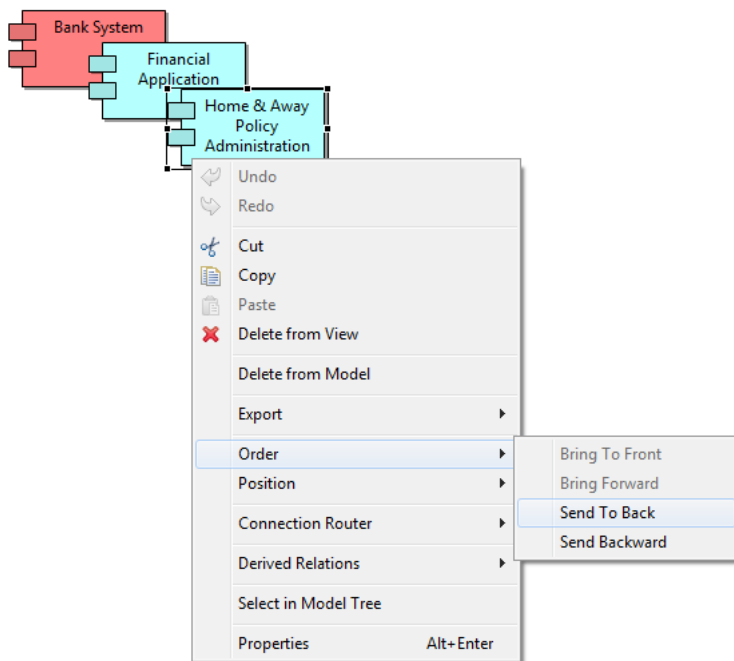 Bank System
Financial
Application
Home & Away
Policy
Administration
Undo
Redo
Cut
Copy
Paste
Delete from View
Delete from Model
Export
Order
Position
Connection Router
Derived Relations
Select in Model Tree
Properties Alt+Enter
Bring To Front
Bring Forward
Send To Back
Send Backward